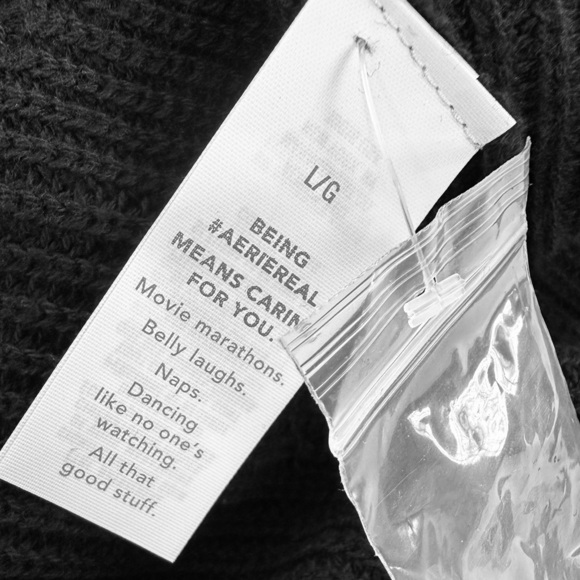 L/G
BEING
#AERIEREAL
MEANS CARIN
FOR YOU.
Movie marathons.
Belly laughs.
Naps.
Dancing
like no one's
watching.
All that
good stuff.